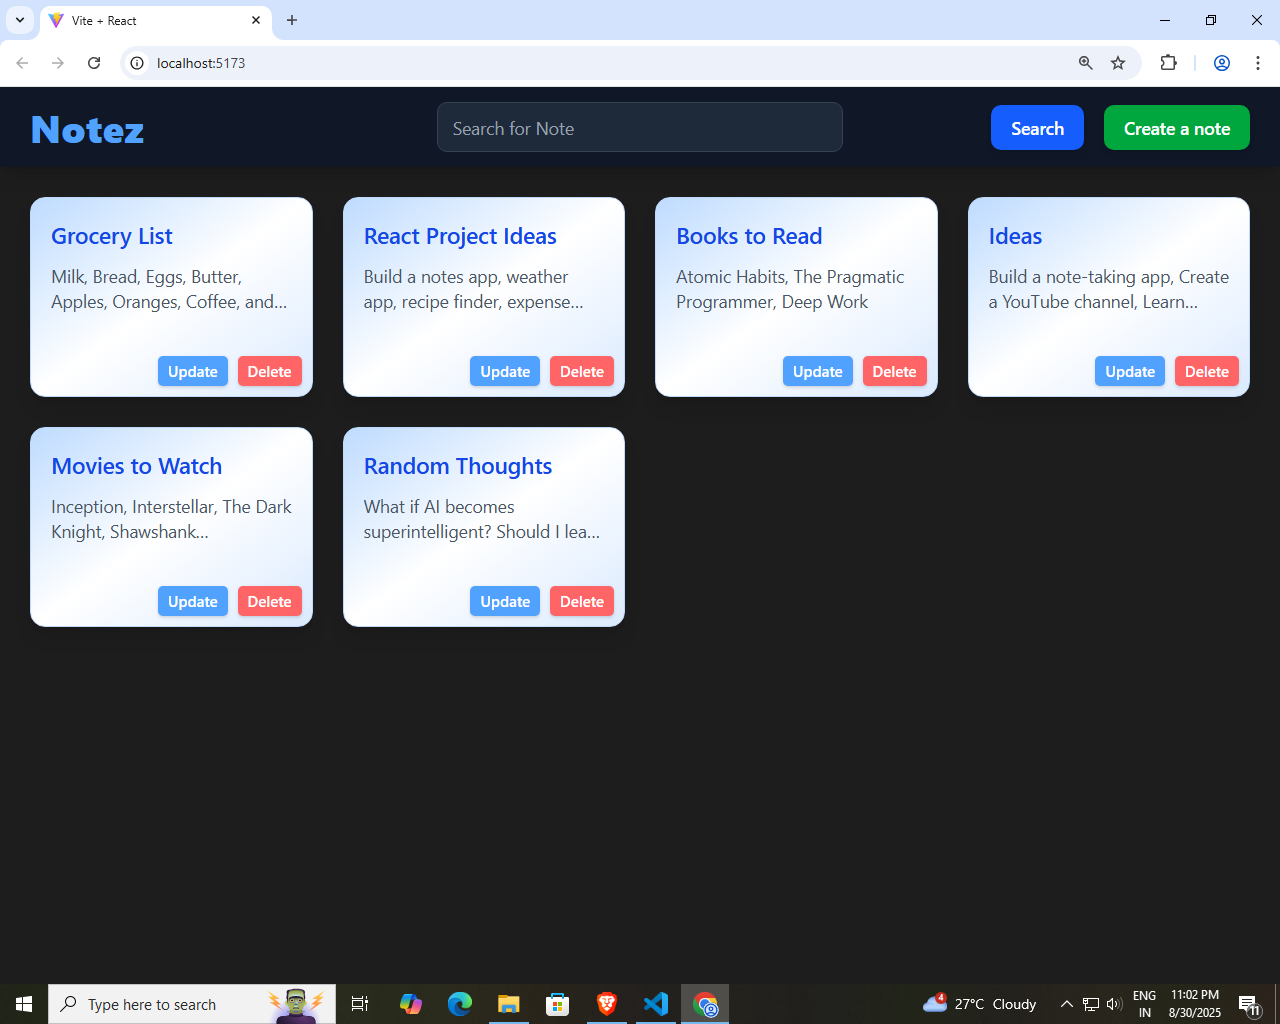 Vite + React
localhost:5173
Notez
Search for Note
Search
Create a note
Grocery List
Milk, Bread, Eggs, Butter,
Apples, Oranges, Coffee, and...
Update
Delete
React Project Ideas
Build a notes app, weather
app, recipe finder, expense...
Update
Delete
Books to Read
Atomic Habits, The Pragmatic
Programmer, Deep Work
Update
Delete
Ideas
Build a note-taking app, Create
a YouTube channel, Learn...
Update
Delete
Movies to Watch
Inception, Interstellar, The Dark
Knight, Shawshank...
Update
Delete
Random Thoughts
What if AI becomes
superintelligent? Should I lea...
Update
Delete
Type here to search
4
27°C Cloudy
ENG
IN
11:02 PM
8/30/2025
11